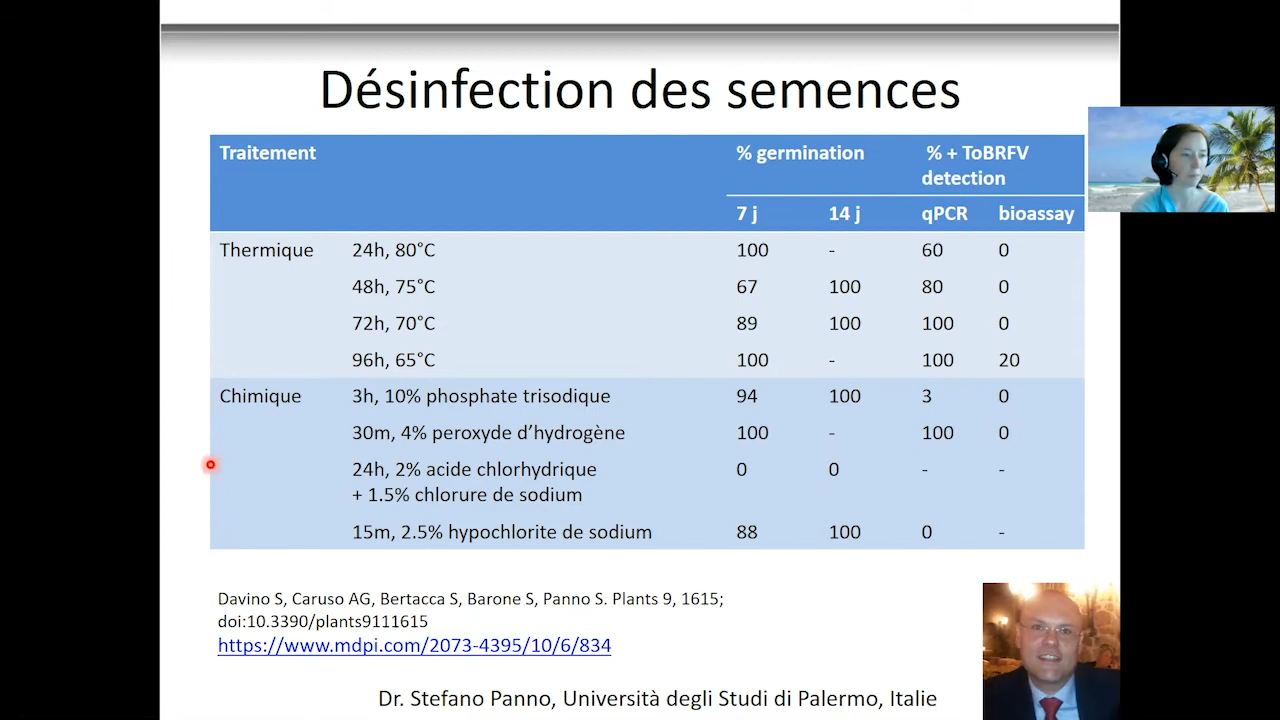 Désinfection des semences
Traitement % germination % + ToBRFV
detection
7 j 14 j qPCR bioassay
Thermique 24h, 80°C 100 - 60 0
48h, 75°C 67 100 80 0
72h, 70°C 89 100 100 0
96h, 65°C 100 - 100 20
Chimique 3h, 10% phosphate trisodique 94 100 3 0
30m, 4% peroxyde d’hydrogène 100 - 100 0
24h, 2% acide chlorhydrique 0 0 - -
+ 1.5% chlorure de sodium
15m, 2.5% hypochlorite de sodium 88 100 0 -
Davino S, Caruso AG, Bertacca S, Barone S, Panno S. Plants 9, 1615;
doi:10.3390/plants9111615
https://www.mdpi.com/2073-4395/10/6/834
Dr. Stefano Panno, Università degli Studi di Palermo, Italie